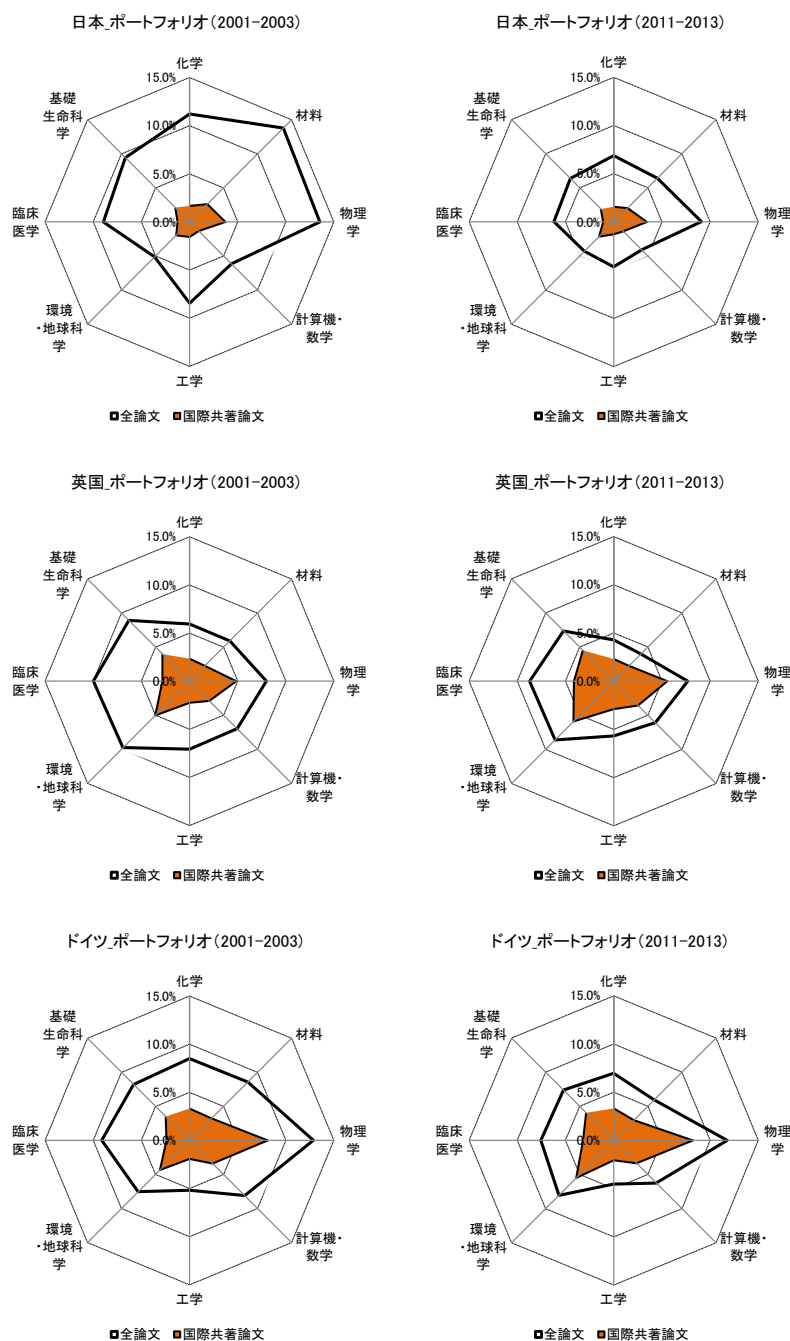 日本_ポートフォリオ(2001-2003)
化学
15.0%
10.0%
5.0%
0.0%
材料
物理
学
計算機・
数学
工学
環境
・地球科
学
臨床
医学
基礎
生命科
学
全論文 国際共著論文
日本_ポートフォリオ(2011-2013)
化学
15.0%
10.0%
5.0%
0.0%
材料
物理
学
計算機・
数学
工学
環境
・地球科
学
臨床
医学
基礎
生命科
学
全論文 国際共著論文
英国_ポートフォリオ(2001-2003)
化学
15.0%
10.0%
5.0%
0.0%
材料
物理
学
計算機・
数学
工学
環境
・地球科
学
臨床
医学
基礎
生命科
学
全論文 国際共著論文
英国_ポートフォリオ(2011-2013)
化学
15.0%
10.0%
5.0%
0.0%
材料
物理
学
計算機・
数学
工学
環境
・地球科
学
臨床
医学
基礎
生命科
学
全論文 国際共著論文
ドイツ_ポートフォリオ(2001-2003)
化学
15.0%
10.0%
5.0%
0.0%
材料
物理
学
計算機・
数学
工学
環境
・地球科
学
臨床
医学
基礎
生命科
学
全論文 国際共著論文
ドイツ_ポートフォリオ(2011-2013)
化学
15.0%
10.0%
5.0%
0.0%
材料
物理
学
計算機・
数学
工学
環境
・地球科
学
臨床
医学
基礎
生命科
学
全論文 国際共著論文